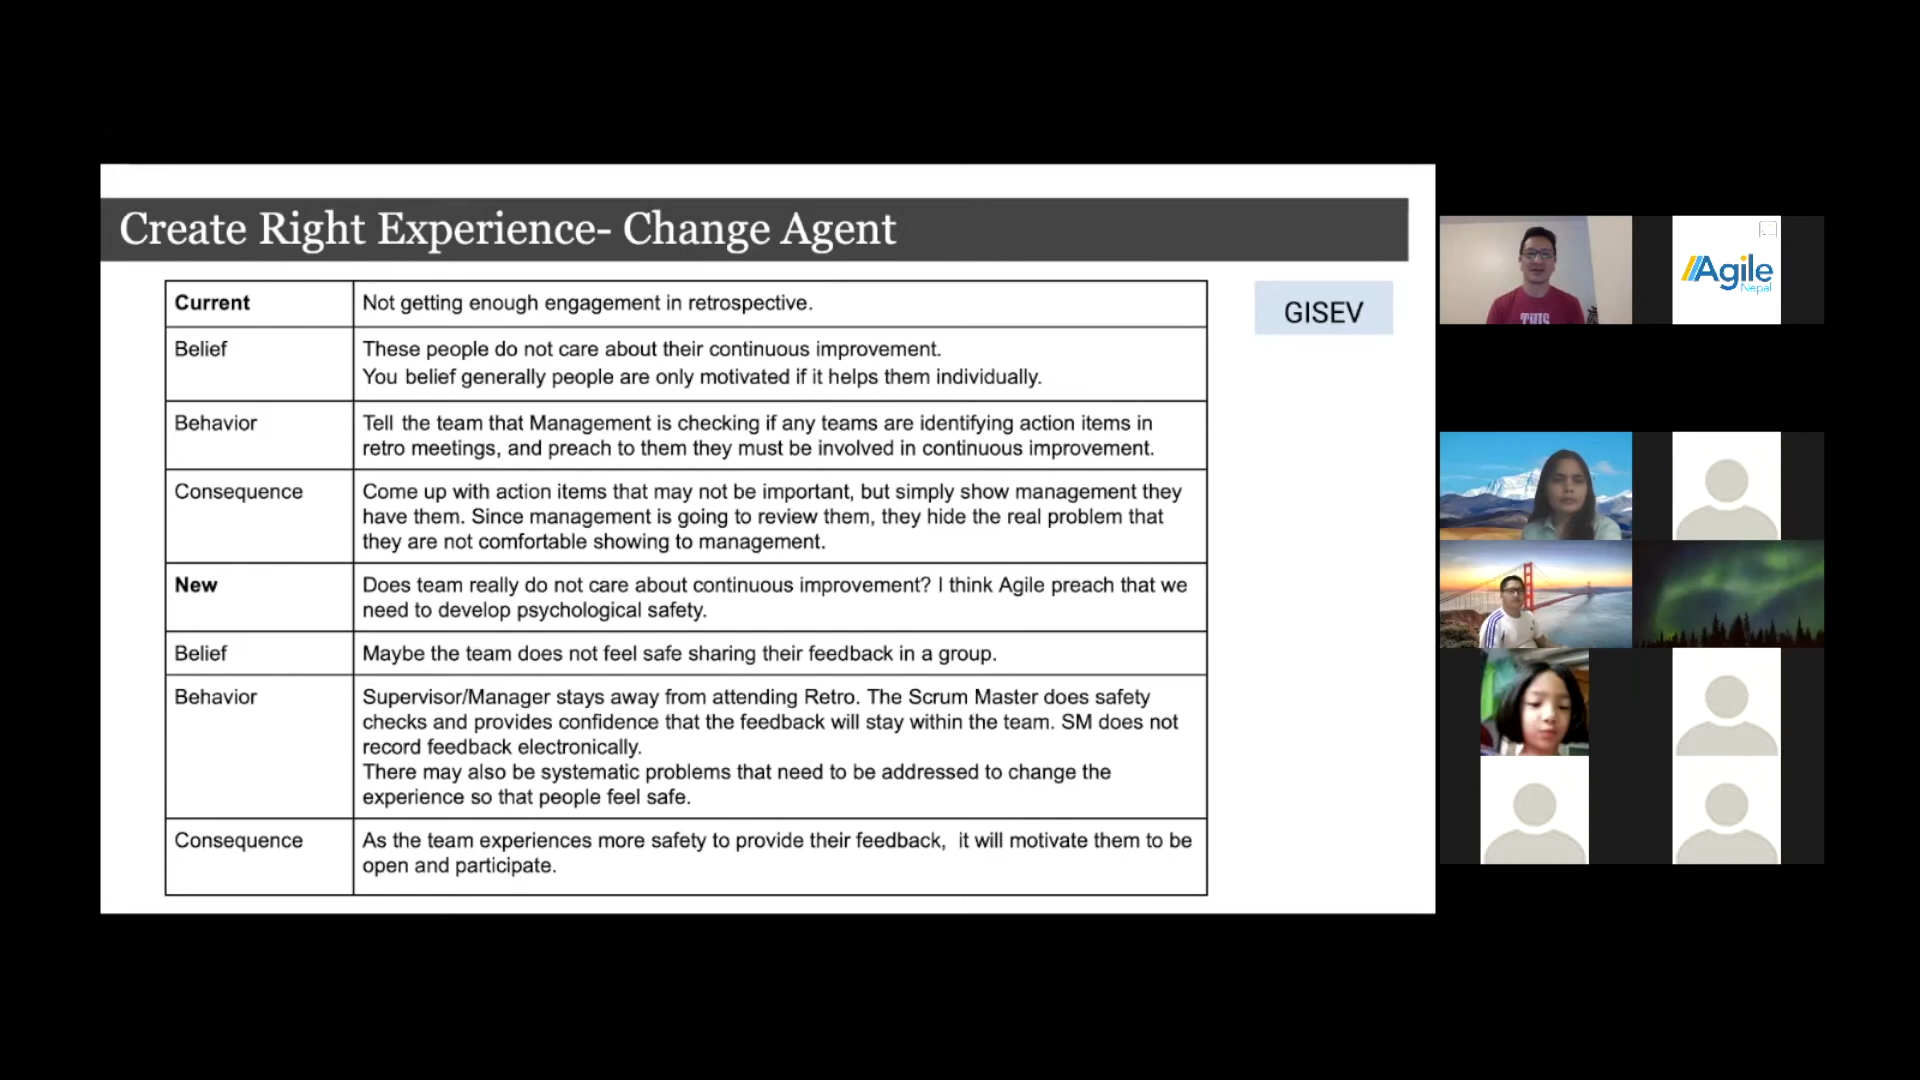 Create Right Experience- Change Agent
GISEV
Current
Not getting enough engagement in retrospective.
Belief
These people do not care about their continuous improvement.
You belief generally people are only motivated if it helps them individually.
Behavior
Tell the team that Management is checking if any teams are identifying action items in
retro meetings, and preach to them they must be involved in continuous improvement.
Consequence
Come up with action items that may not be important, but simply show management they
have them. Since management is going to review them, they hide the real problem that
they are not comfortable showing to management.
New
Does team really do not care about continuous improvement? I think Agile preach that we
need to develop psychological safety.
Belief
Maybe the team does not feel safe sharing their feedback in a group.
Behavior
Supervisor/Manager stays away from attending Retro. The Scrum Master does safety
checks and provides confidence that the feedback will stay within the team. SM does not
record feedback electronically.
There may also be systematic problems that need to be addressed to change the
experience so that people feel safe.
Consequence
As the team experiences more safety to provide their feedback, it will motivate them to be
open and participate.
THIS
Agile
Nepal